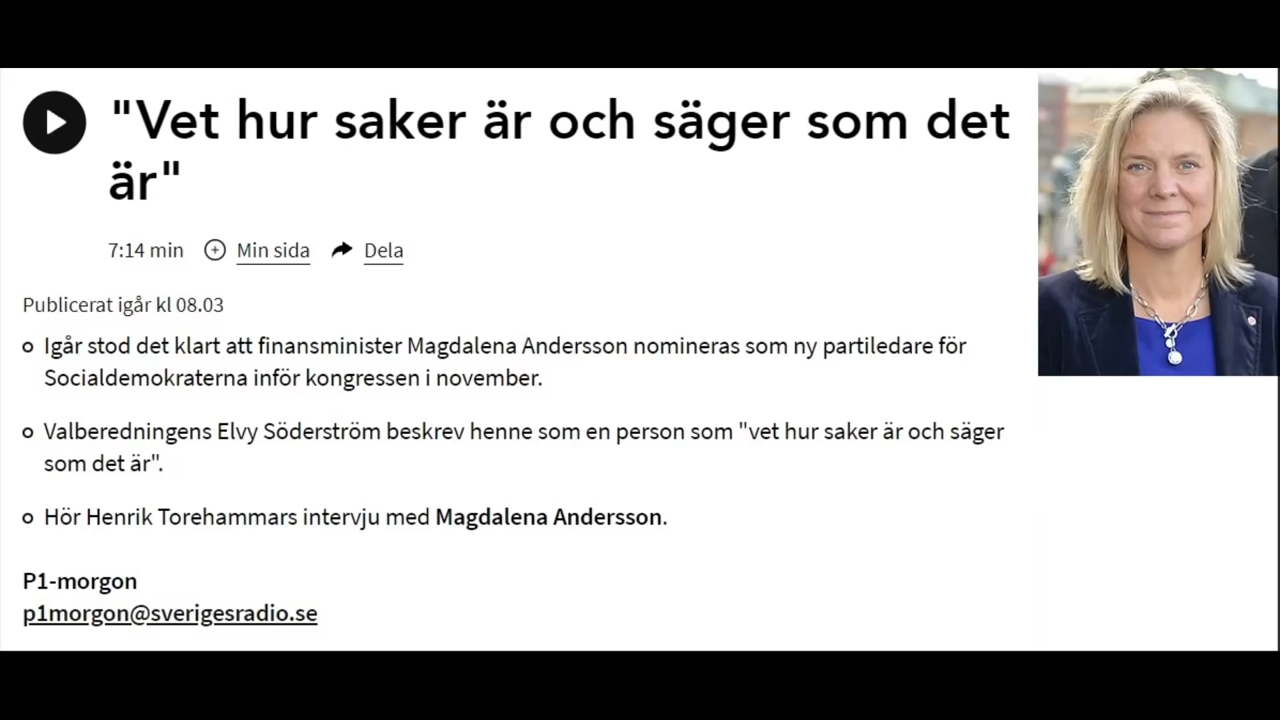 "Vet hur saker är och säger som det
är"
7:14 min Min sida Dela
Publicerat igår kl 08.03
Igår stod det klart att finansminister Magdalena Andersson nomineras som ny partiledare för
Socialdemokraterna inför kongressen i november.
Valberedningens Elvy Söderström beskrev henne som en person som "vet hur saker är och säger
som det är".
Hör Henrik Torehammars intervju med Magdalena Andersson.
P1-morgon
p1morgon@sverigesradio.se